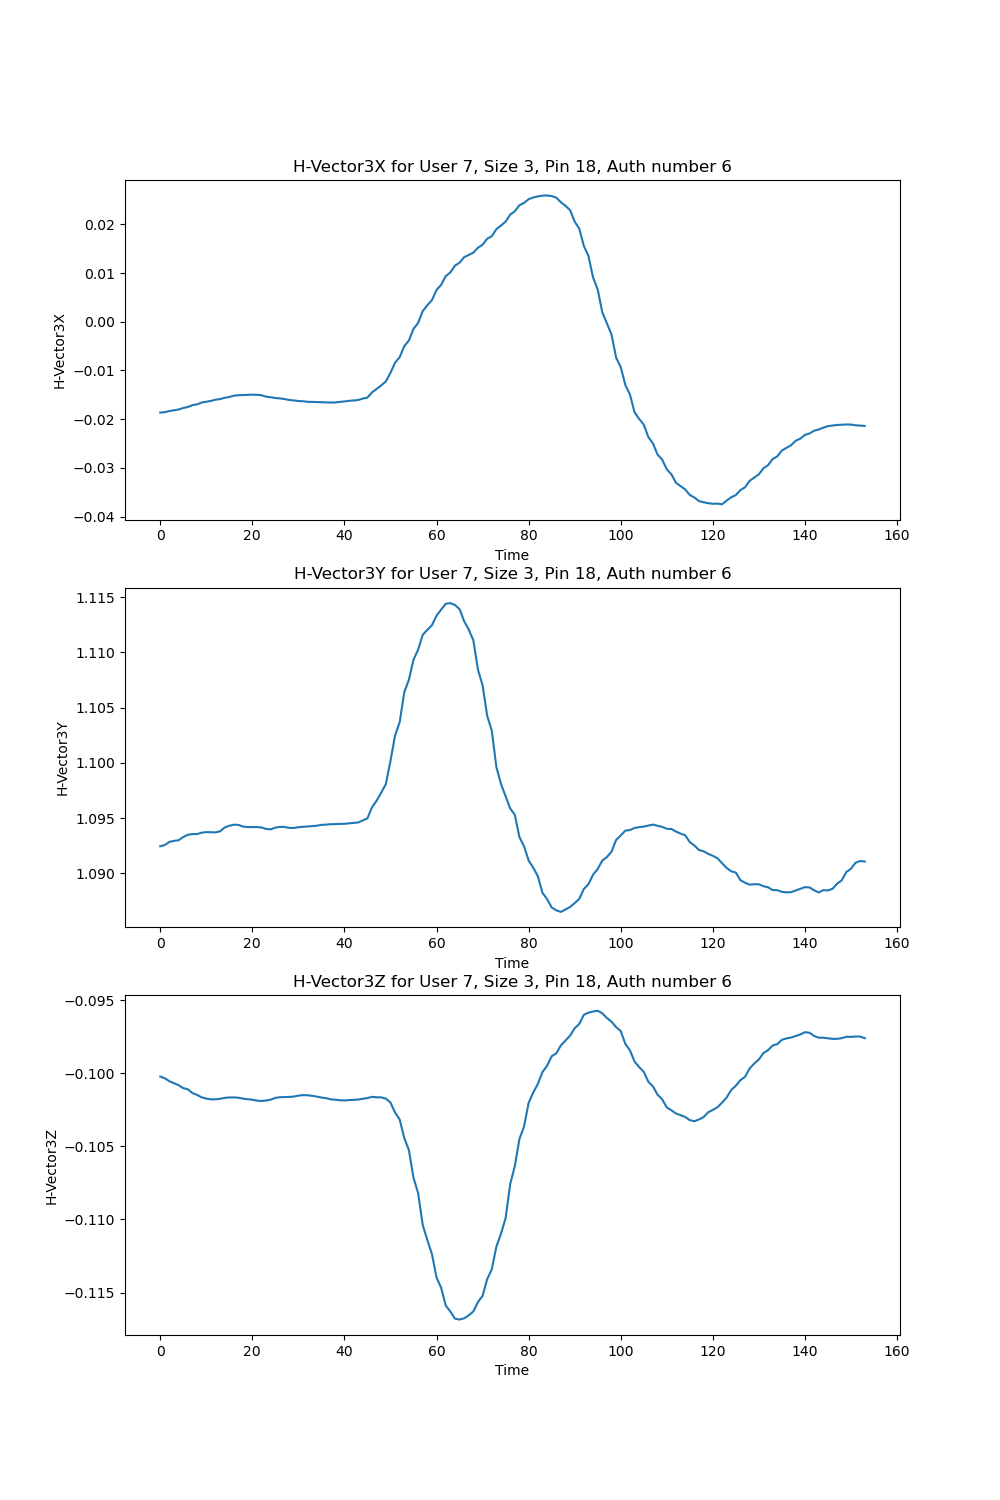 H-Vector3X for User 7, Size 3, Pin 18, Auth number 6
0.02
0.01
0.00
−0.01
−0.02
−0.03
−0.04
H-Vector3X
0 20 40 60 80 100 120 140 160
Time
H-Vector3Y for User 7, Size 3, Pin 18, Auth number 6
1.115
1.110
1.105
1.100
1.095
1.090
H-Vector3Y
0 20 40 60 80 100 120 140 160
Time
H-Vector3Z for User 7, Size 3, Pin 18, Auth number 6
−0.095
−0.100
−0.105
−0.110
−0.115
H-Vector3Z
0 20 40 60 80 100 120 140 160
Time